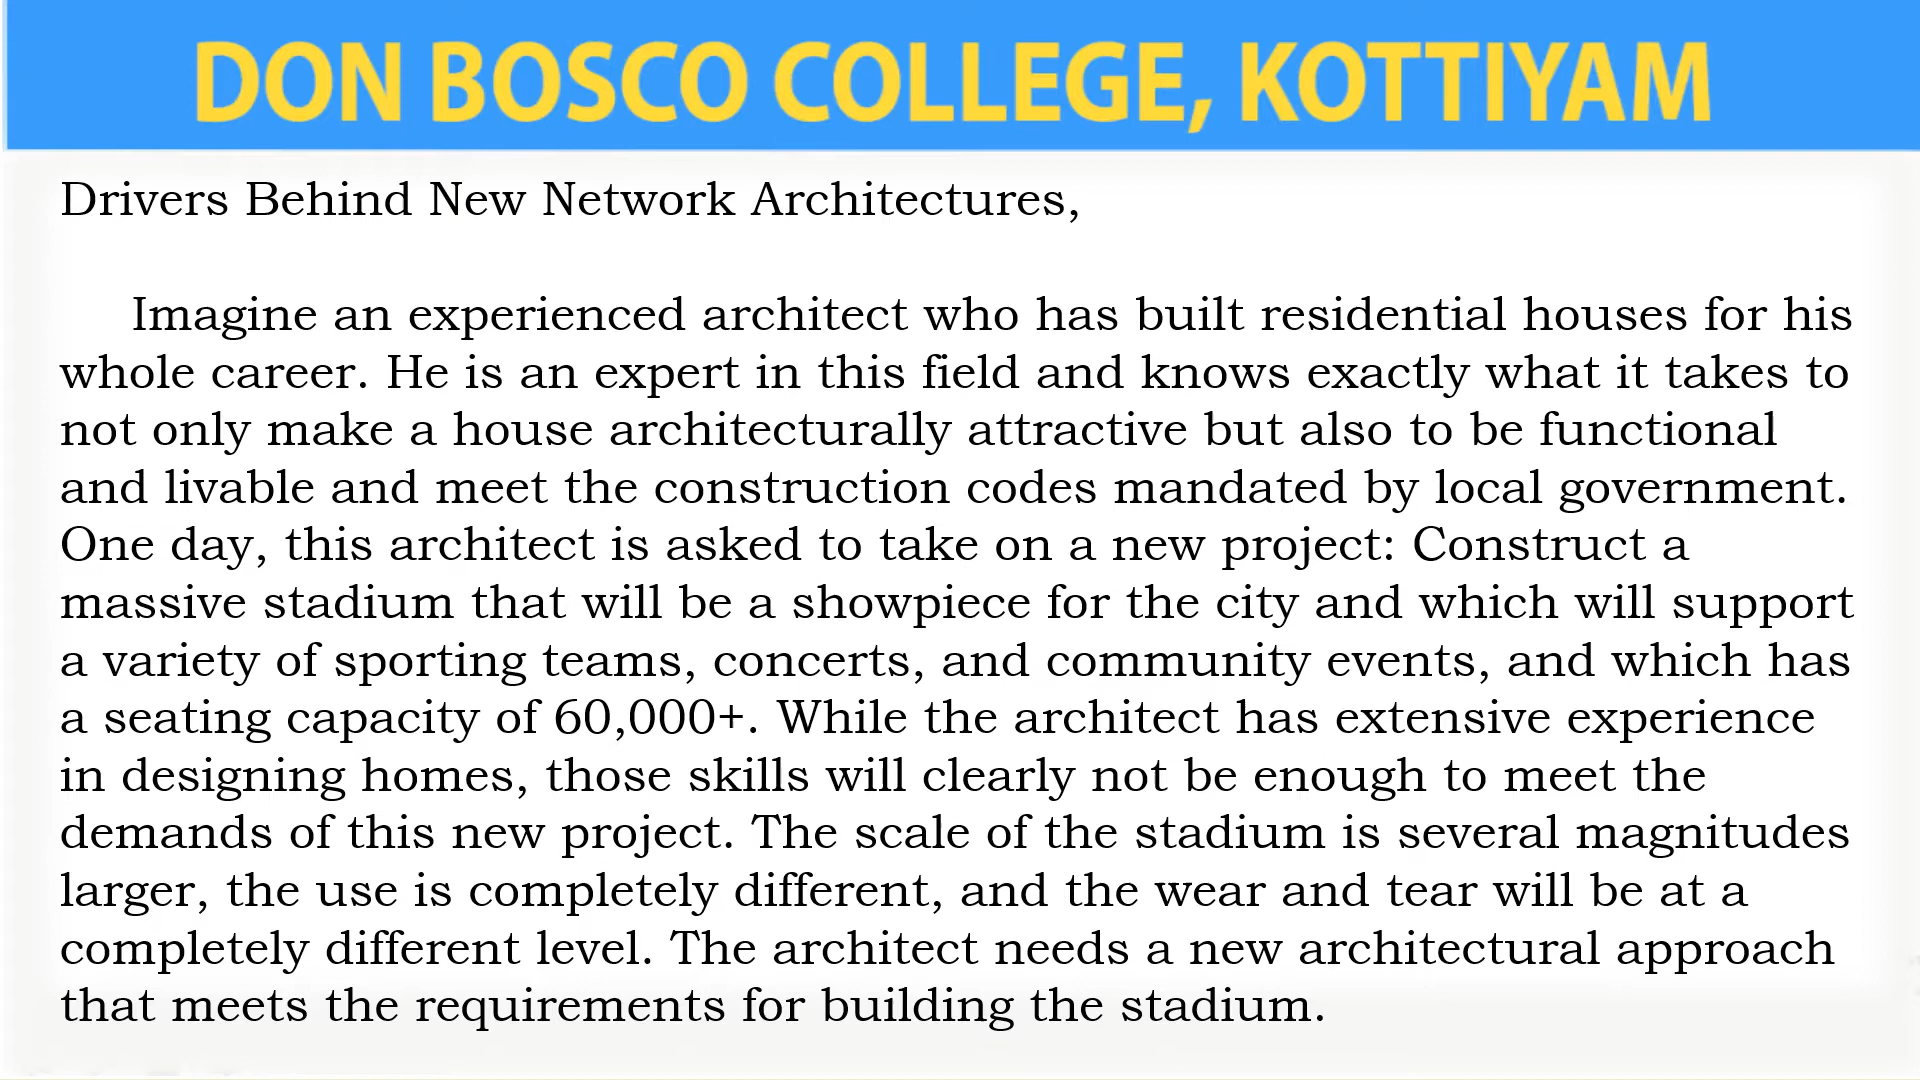 DON BOSCO COLLEGE, KOTTIYAM
Drivers Behind New Network Architectures,
Imagine an experienced architect who has built residential houses for his
whole career. He is an expert in this field and knows exactly what it takes to
not only make a house architecturally attractive but also to be functional
and livable and meet the construction codes mandated by local government.
One day, this architect is asked to take on a new project: Construct a
massive stadium that will be a showpiece for the city and which will support
a variety of sporting teams, concerts, and community events, and which has
a seating capacity of 60,000+. While the architect has extensive experience
in designing homes, those skills will clearly not be enough to meet the
demands of this new project. The scale of the stadium is several magnitudes
larger, the use is completely different, and the wear and tear will be at a
completely different level. The architect needs a new architectural approach
that meets the requirements for building the stadium.